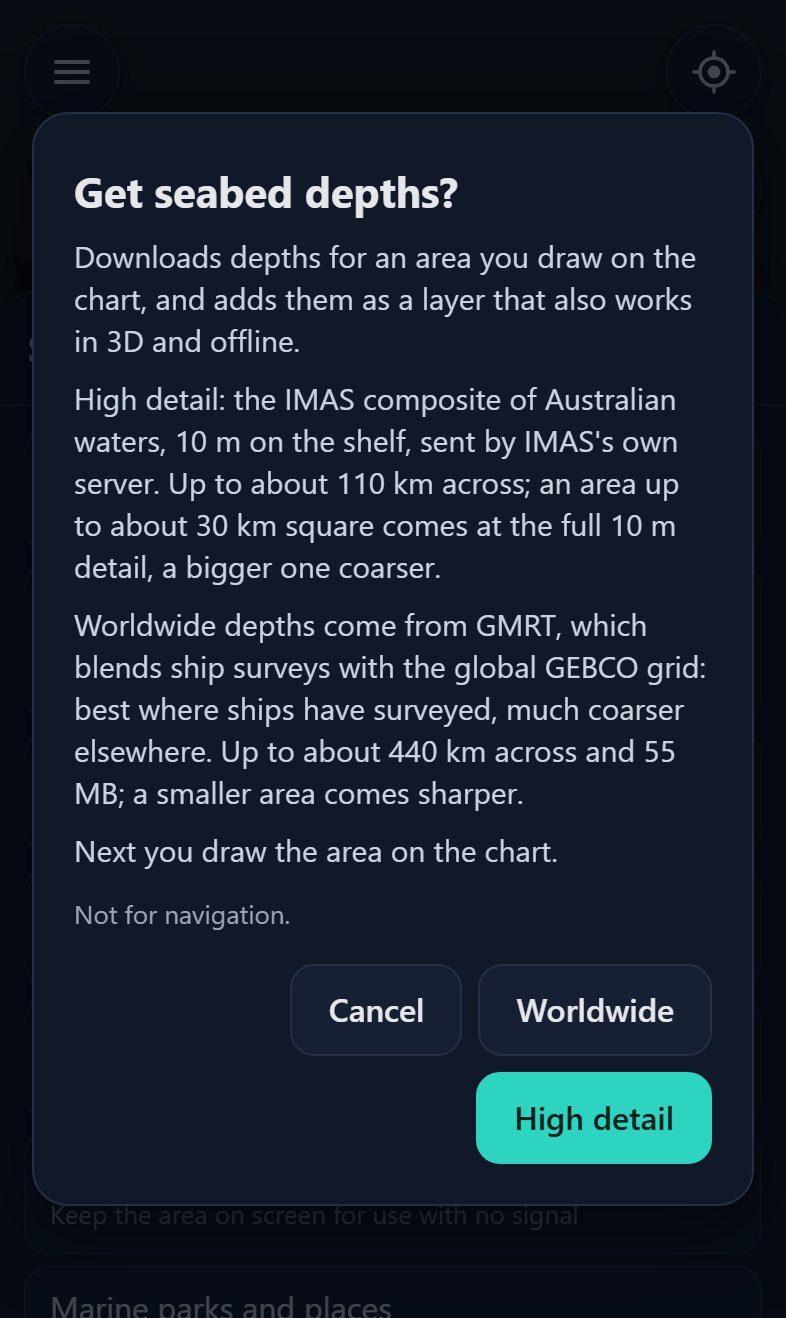 Get seabed depths?
Downloads depths for an area you draw on the
chart, and adds them as a layer that also works
in 3D and offline.
High detail: the IMAS composite of Australian
waters, 10 m on the shelf, sent by IMAS's own
server. Up to about 110 km across; an area up
to about 30 km square comes at the full 10 m
detail, a bigger one coarser.
Worldwide depths come from GMRT, which
blends ship surveys with the global GEBCO grid:
best where ships have surveyed, much coarser
elsewhere. Up to about 440 km across and 55
MB; a smaller area comes sharper.
Next you draw the area on the chart.
Not for navigation.
Cancel
Worldwide
High detail
Keep the area on screen for use with no signal
Marine parks and places